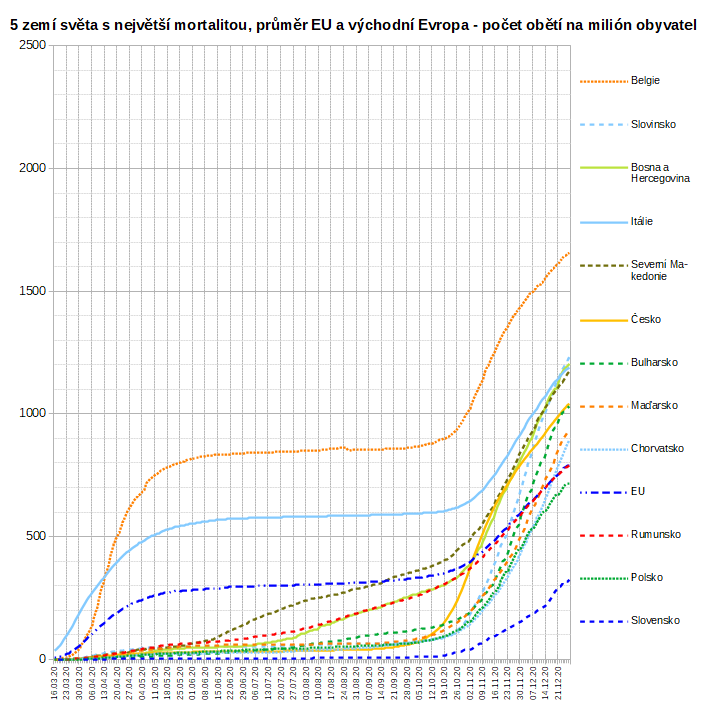 5 zemí světa s největší mortalitou, průměr EU a východní Evropa - počet obětí na milión obyvatel
2500
2000
1500
1000
500
0
Belgie
Slovinsko
Bosna a
Hercegovina
Itálie
Severní Ma-
kedonie
Česko
Bulharsko
Maďarsko
Chorvatsko
EU
Rumunsko
Polsko
Slovensko
16.03.20
23.03.20
30.03.20
06.04.20
13.04.20
20.04.20
27.04.20
04.05.20
11.05.20
18.05.20
25.05.20
01.06.20
08.06.20
15.06.20
22.06.20
29.06.20
06.07.20
13.07.20
20.07.20
27.07.20
03.08.20
10.08.20
17.08.20
24.08.20
31.08.20
07.09.20
14.09.20
21.09.20
28.09.20
05.10.20
12.10.20
19.10.20
26.10.20
02.11.20
09.11.20
16.11.20
23.11.20
30.11.20
07.12.20
14.12.20
21.12.20